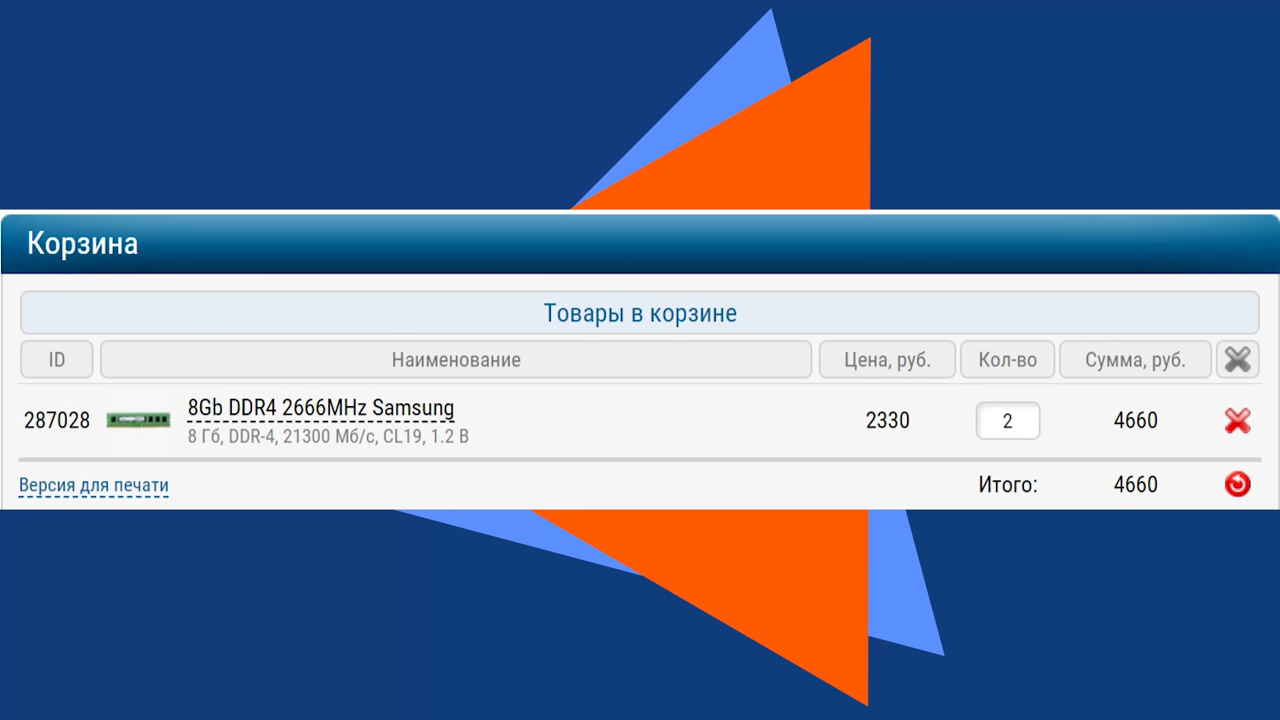 Корзина
Товары в корзине
ID Наименование Цена, руб. Кол-во Сумма, руб.
287028 8Gb DDR4 2666MHz Samsung 2330 2 4660
8 Гб, DDR-4, 21300 Мб/с, CL19, 1.2 В
Версия для печати Итого: 4660